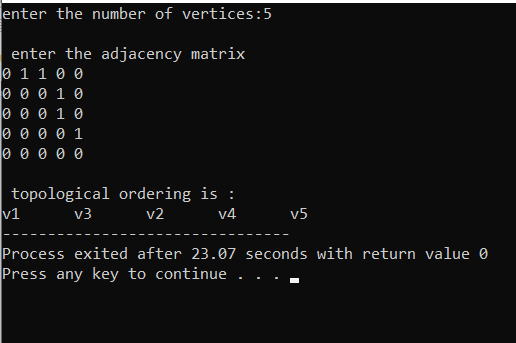 enter the number of vertices:5
enter the adjacency matrix
0 1 1 0 0
0 0 0 1 0
0 0 0 1 0
0 0 0 0 1
0 0 0 0 0
topological ordering is :
v1 v3 v2 v4 v5
--------------------------------
Process exited after 23.07 seconds with return value 0
Press any key to continue . . .